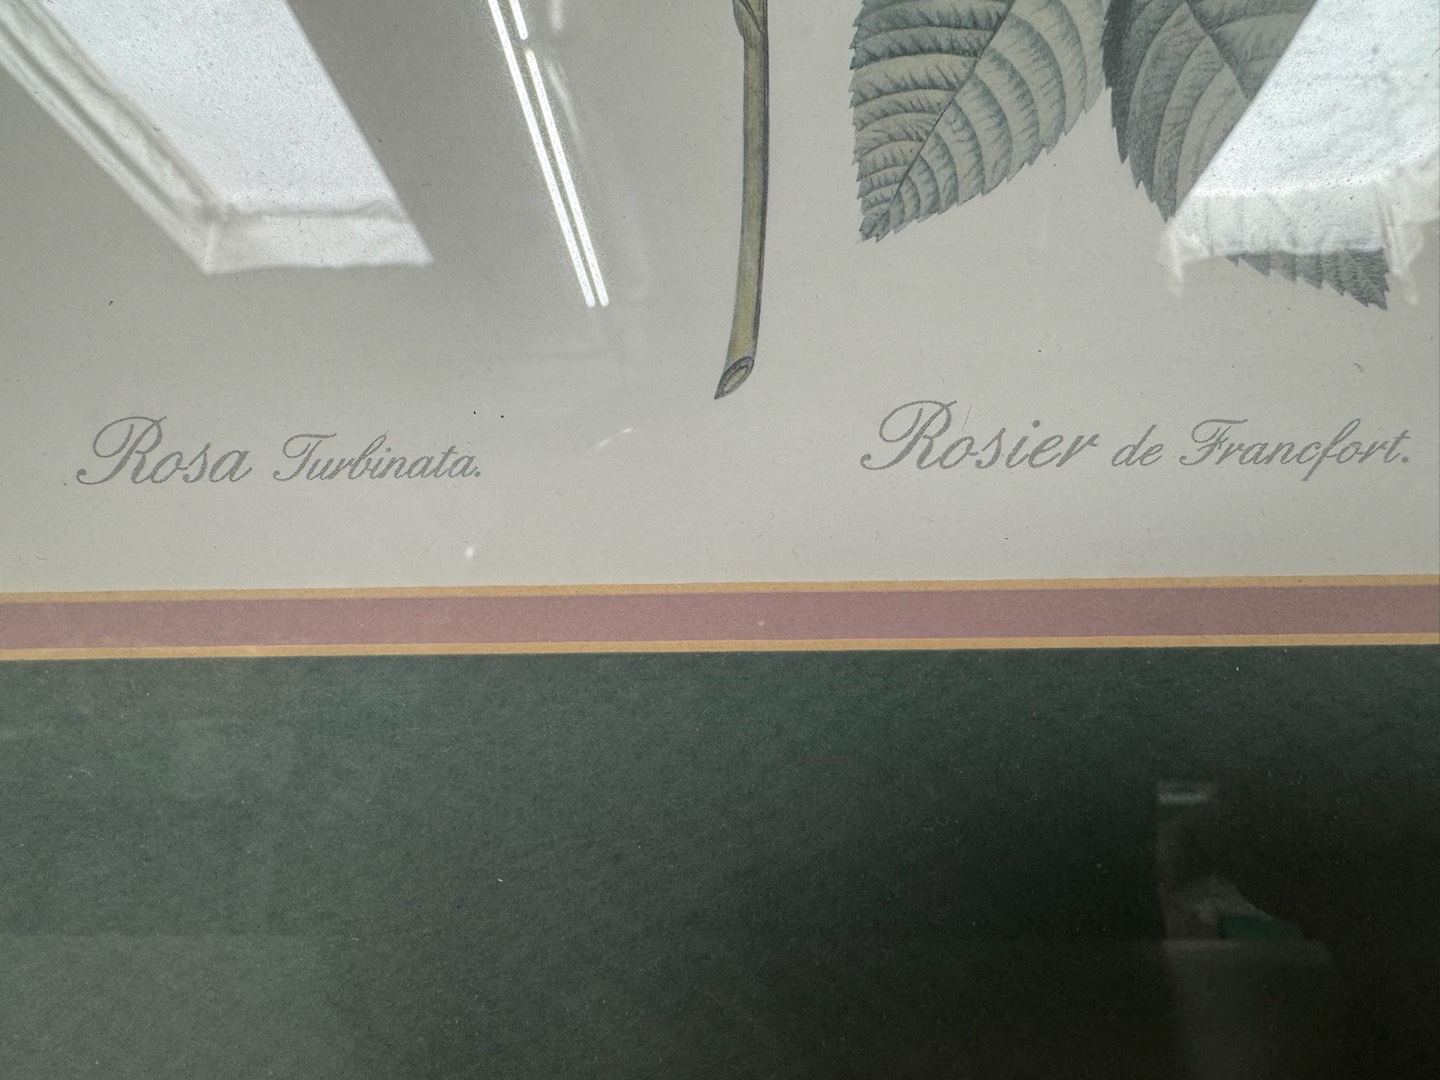 Rosa Turbinata.
Rosier de Francfort.